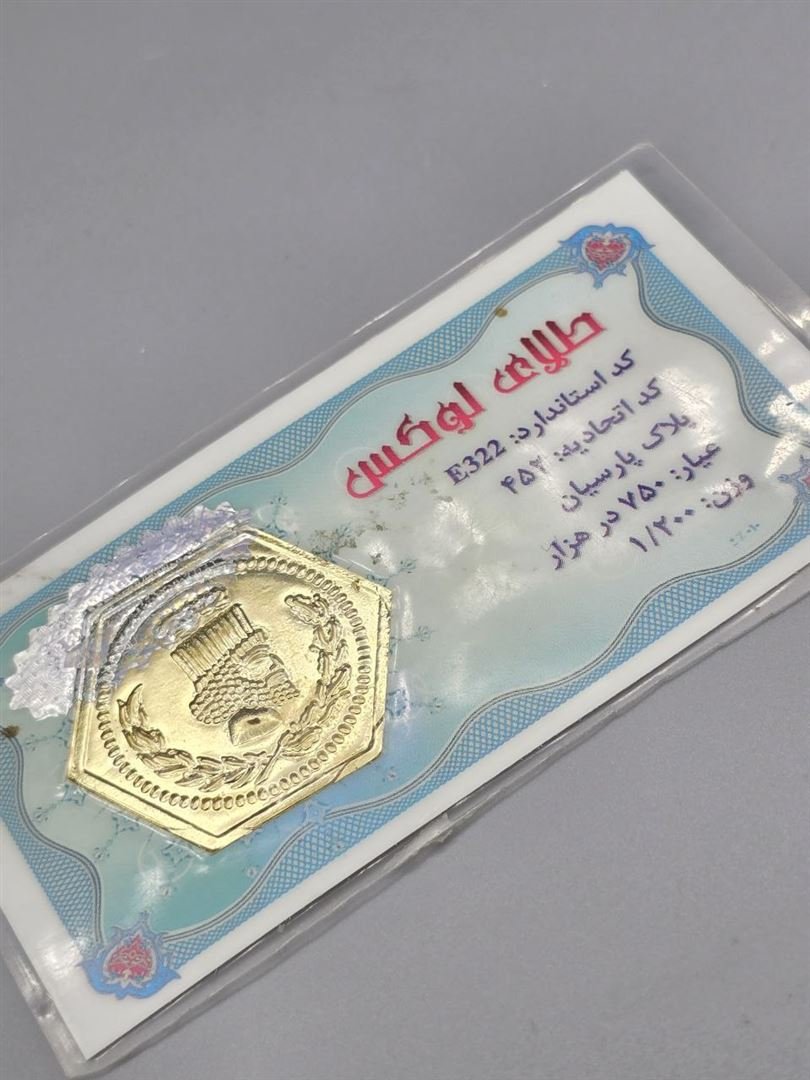 طلای لوکس
کد استاندارد: E322
کد اتحادیه: ۴۵۲
پلاک پارسیان
عیار: ۷۵۰ در هزار
وزن: ۱/۲۰۰